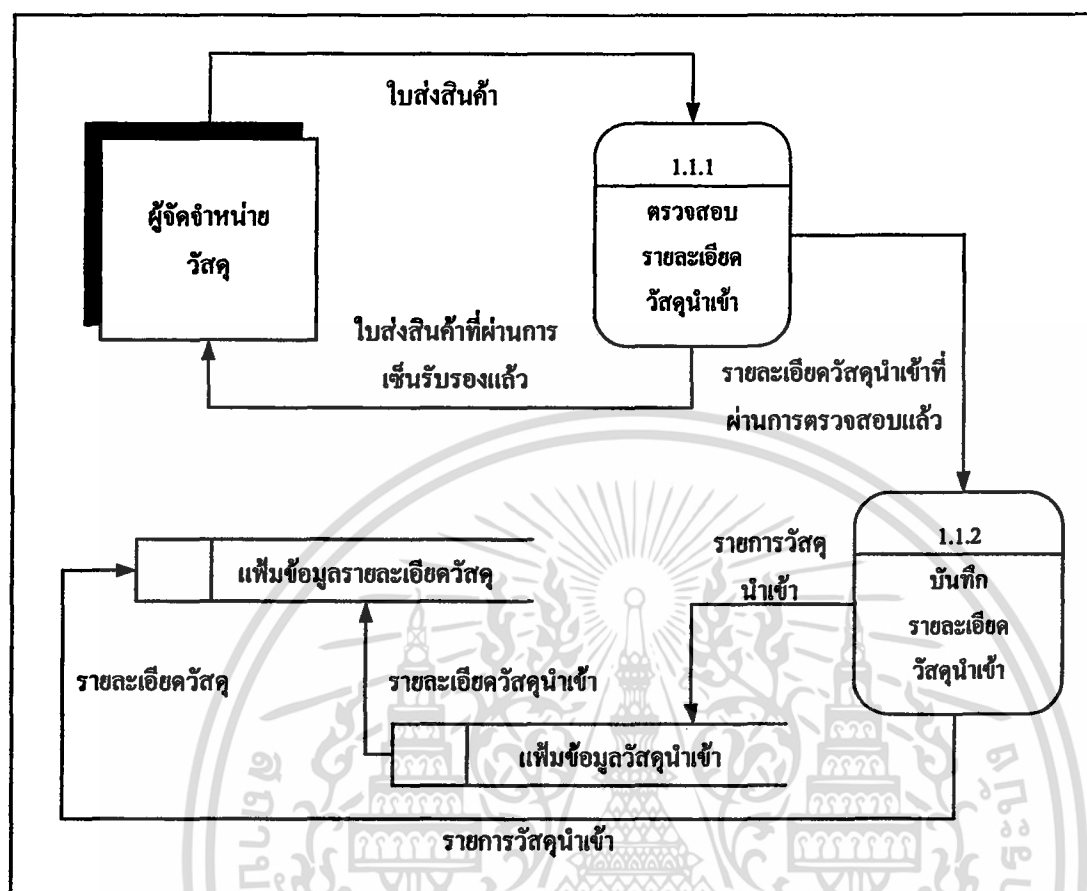 ใบส่งสินค้า
1.1.1
ตรวจสอบ
รายละเอียด
วัสดุนำเข้า
ผู้จัดจำหน่าย
วัสดุ
ใบส่งสินค้าที่ผ่านการ
เซ็นรับรองแล้ว
รายละเอียดวัสดุนำเข้าที่
ผ่านการตรวจสอบแล้ว
1.1.2
บันทึก
รายละเอียด
วัสดุนำเข้า
รายการวัสดุ
นำเข้า
แฟ้มข้อมูลรายละเอียดวัสดุ
รายละเอียดวัสดุ
รายละเอียดวัสดุนำเข้า
แฟ้มข้อมูลวัสดุนำเข้า
รายการวัสดุนำเข้า